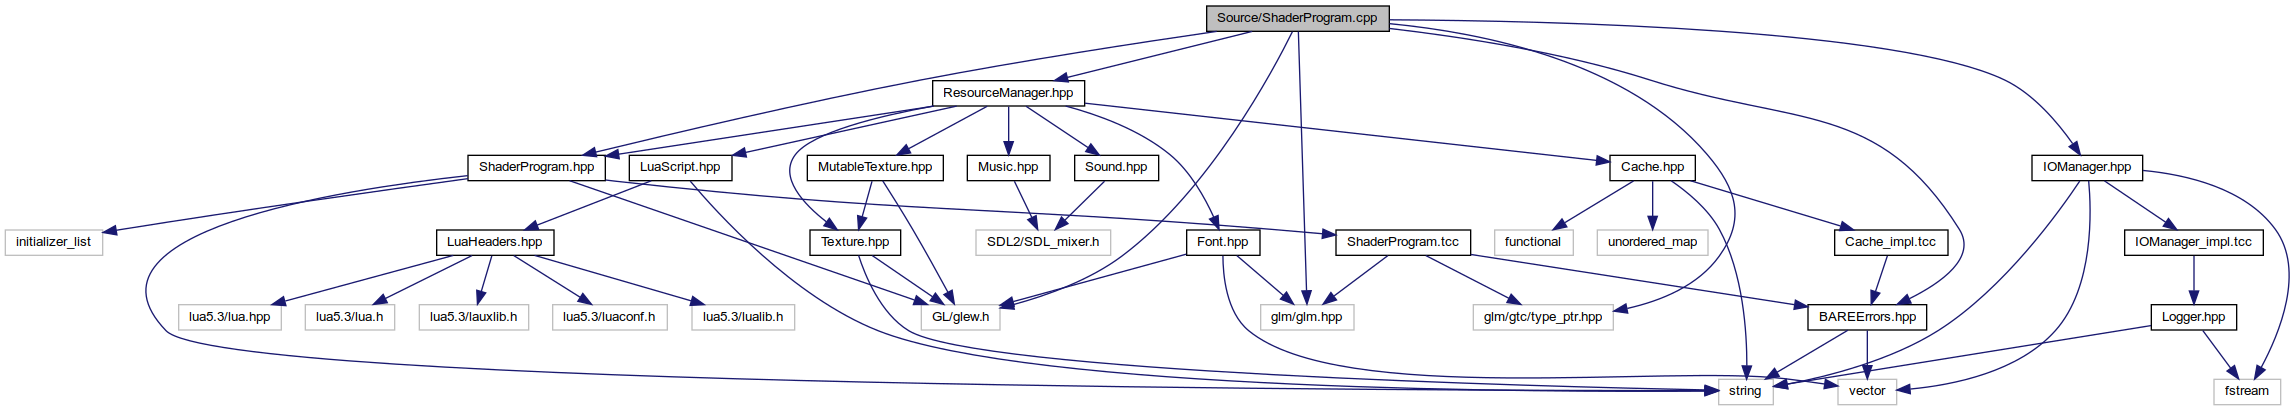 Source/ShaderProgram.cpp
ResourceManager.hpp
ShaderProgram.hpp
LuaScript.hpp
MutableTexture.hpp
Music.hpp
Sound.hpp
Cache.hpp
IOManager.hpp
initializer_list
LuaHeaders.hpp
Texture.hpp
SDL2/SDL_mixer.h
Font.hpp
ShaderProgram.tcc
functional
unordered_map
Cache_impl.tcc
IOManager_impl.tcc
lua5.3/lua.hpp
lua5.3/lua.h
lua5.3/lauxlib.h
lua5.3/luaconf.h
lua5.3/lualib.h
GL/glew.h
glm/glm.hpp
glm/gtc/type_ptr.hpp
BAREErrors.hpp
Logger.hpp
string
vector
fstream